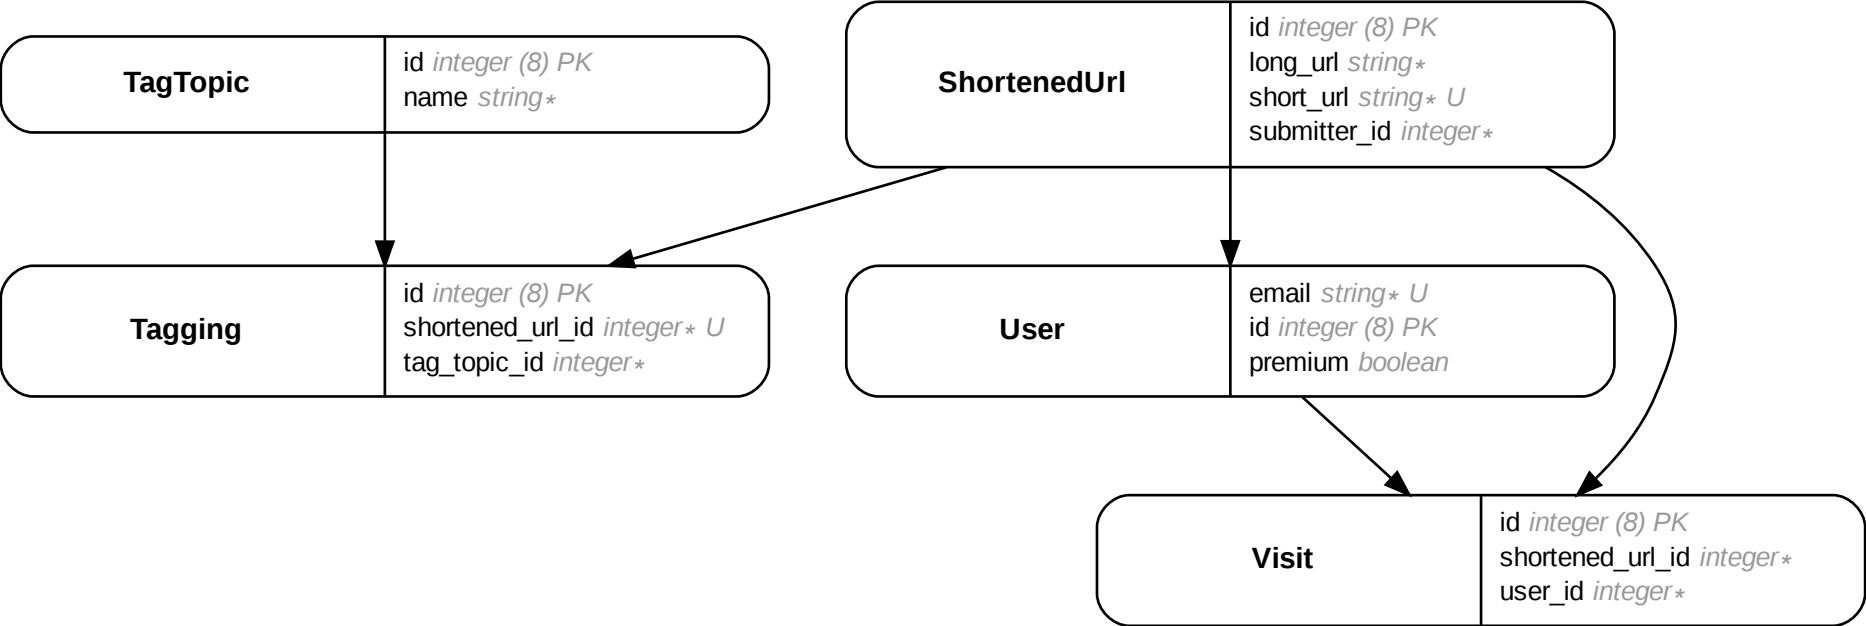 TagTopic
id integer (8) PK
name string*
ShortenedUrl
id integer (8) PK
long_url string*
short_url string* U
submitter_id integer*
Tagging
id integer (8) PK
shortened_url_id integer* U
tag_topic_id integer*
User
email string* U
id integer (8) PK
premium boolean
Visit
id integer (8) PK
shortened_url_id integer*
user_id integer*